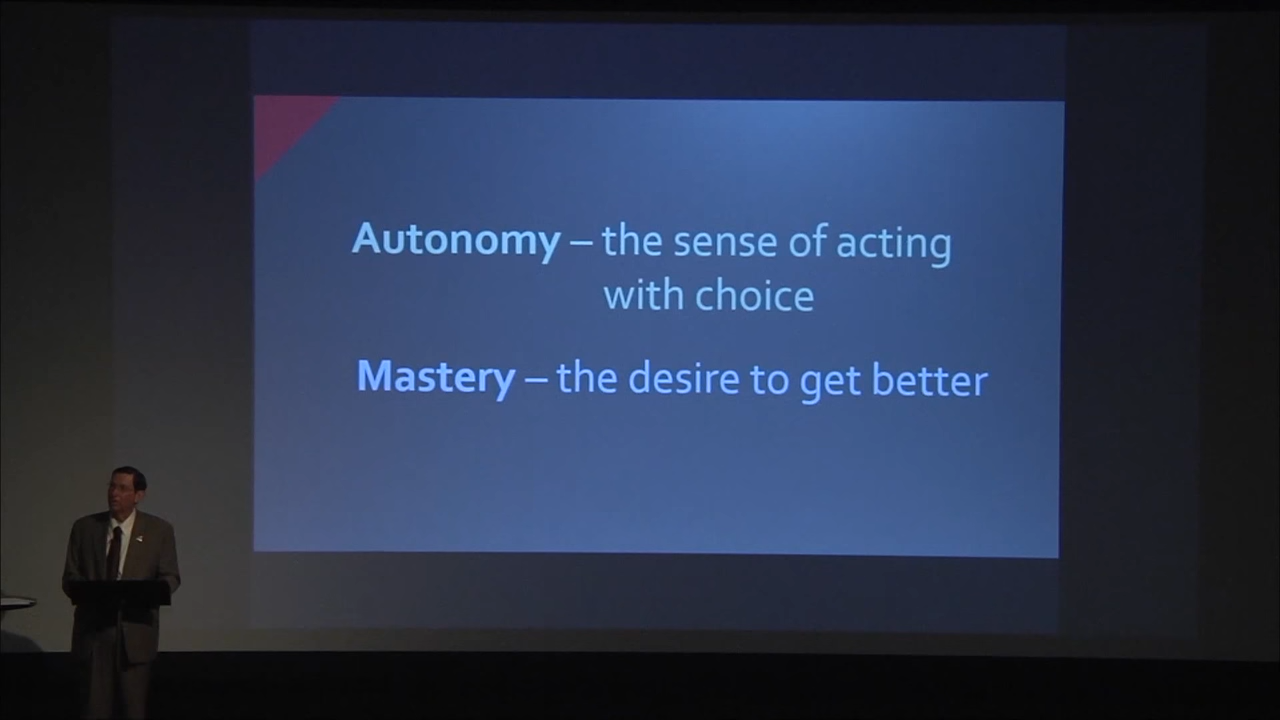 Autonomy – the sense of acting
with choice
Mastery – the desire to get better